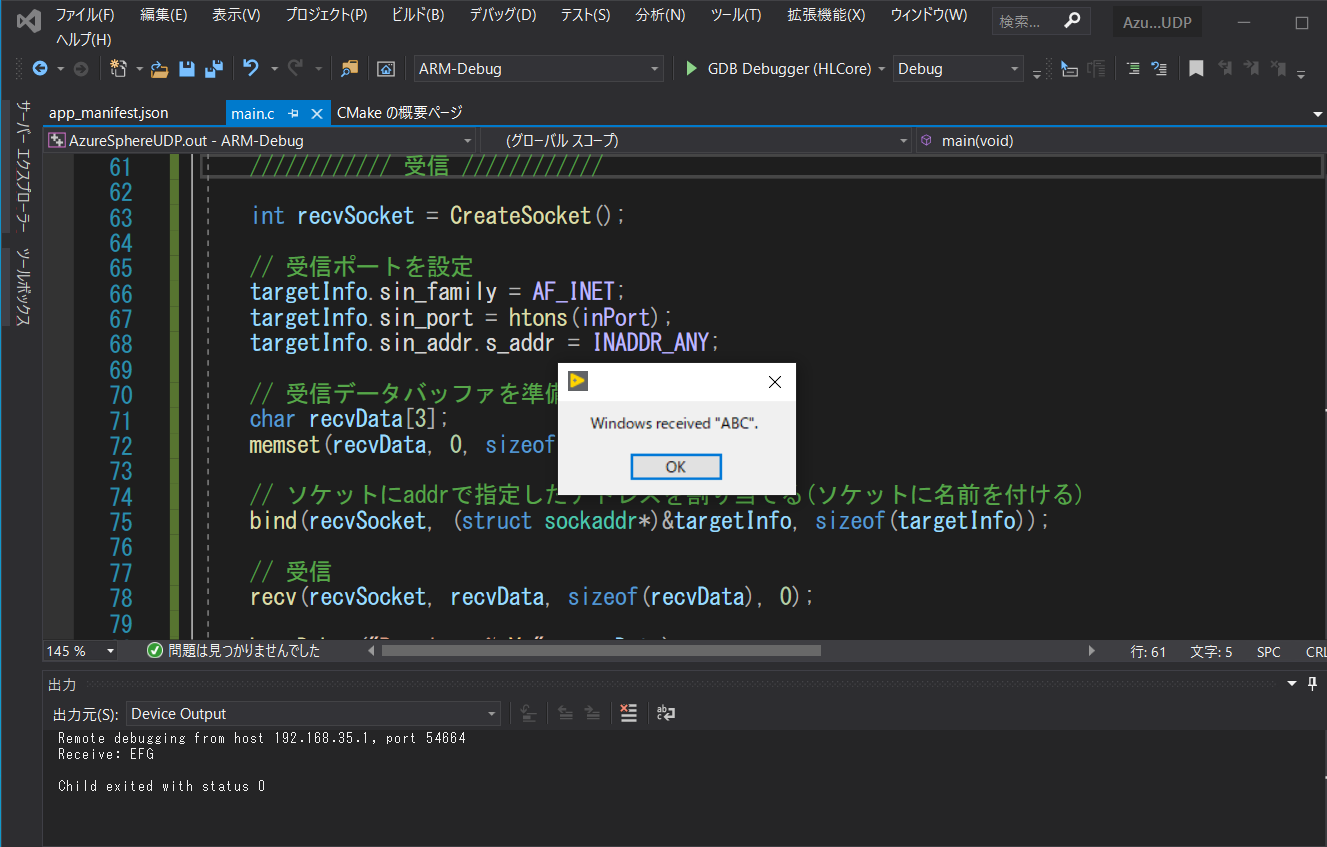 ファイル(F) 編集(E) 表示(V) プロジェクト(P) ビルド(B) デバッグ(D) テスト(S) 分析(N) ツール(T) 拡張機能(X) ウィンドウ(W) 検索... Azu...UDP
ヘルプ(H)
ARM-Debug GDB Debugger (HLCore) Debug
サーバー エクスプローラー
ツールボックス
app_manifest.json main.c CMake の概要ページ
AzureSphereUDP.out - ARM-Debug (グローバル スコープ) main(void)
61 //////////// 受信 ////////////
62
63 int recvSocket = CreateSocket();
64
65 // 受信ポートを設定
66 targetInfo.sin_family = AF_INET;
67 targetInfo.sin_port = htons(inPort);
68 targetInfo.sin_addr.s_addr = INADDR_ANY;
69
70 // 受信データバッファを準備
71 char recvData[3];
72 memset(recvData, 0, sizeof
73
74 // ソケットにaddrで指定したアドレスを割り当てる(ソケットに名前を付ける)
75 bind(recvSocket, (struct sockaddr*)&targetInfo, sizeof(targetInfo));
76
77 // 受信
78 recv(recvSocket, recvData, sizeof(recvData), 0);
79
Windows received "ABC".
OK
145 % 問題は見つかりませんでした 行: 61 文字: 5 SPC CRL
出力
出力元(S): Device Output
Remote debugging from host 192.168.35.1, port 54664
Receive: EFG
Child exited with status 0